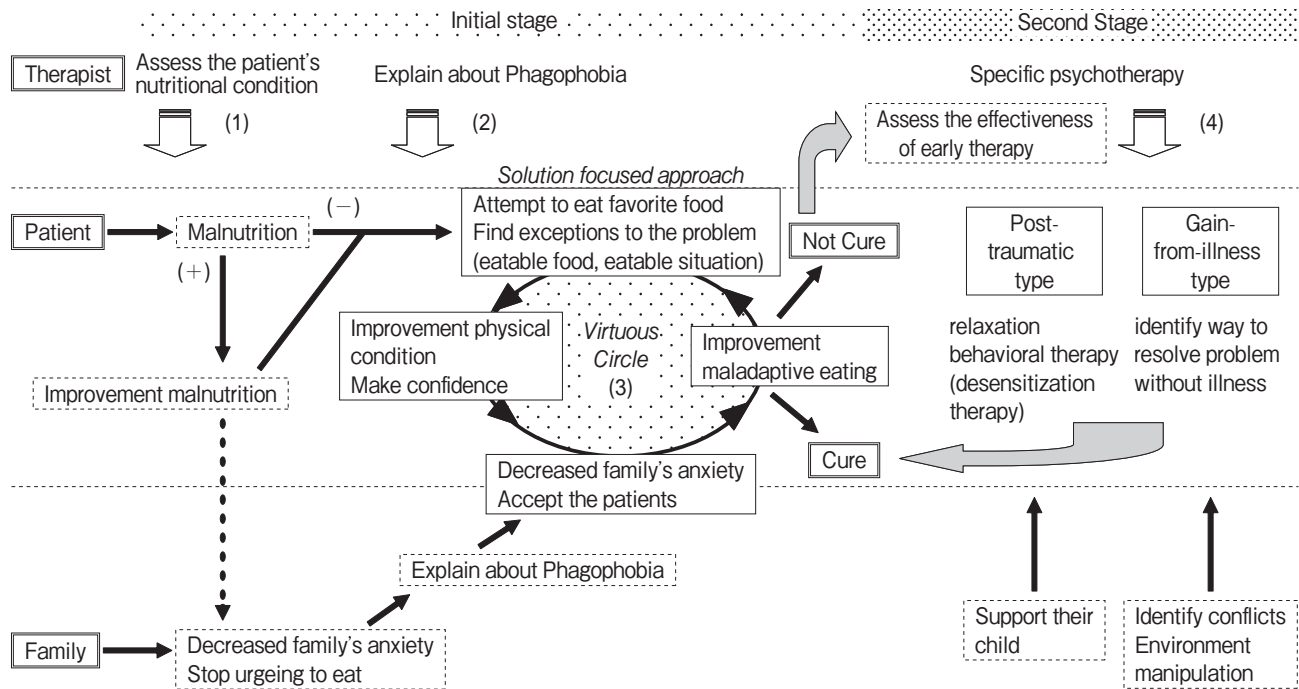 Initial stage
Second Stage
Therapist
Assess the patient's
nutritional condition
(1)
Explain about Phagophobia
(2)
Specific psychotherapy
Assess the effectiveness
of early therapy
(4)
Solution focused approach
Patient
Malnutrition
(−)
(+)
Attempt to eat favorite food
Find exceptions to the problem
(eatable food, eatable situation)
Not Cure
Post-
traumatic
type
Gain-
from-illness
type
Improvement physical
condition
Make confidence
Virtuous
Circle
(3)
Improvement
maladaptive eating
relaxation
behavioral therapy
(desensitization
therapy)
identify way to
resolve problem
without illness
Improvement malnutrition
Cure
Decreased family's anxiety
Accept the patients
Explain about Phagophobia
Support their
child
Identify conflicts
Environment
manipulation
Family
Decreased family's anxiety
Stop urgeing to eat